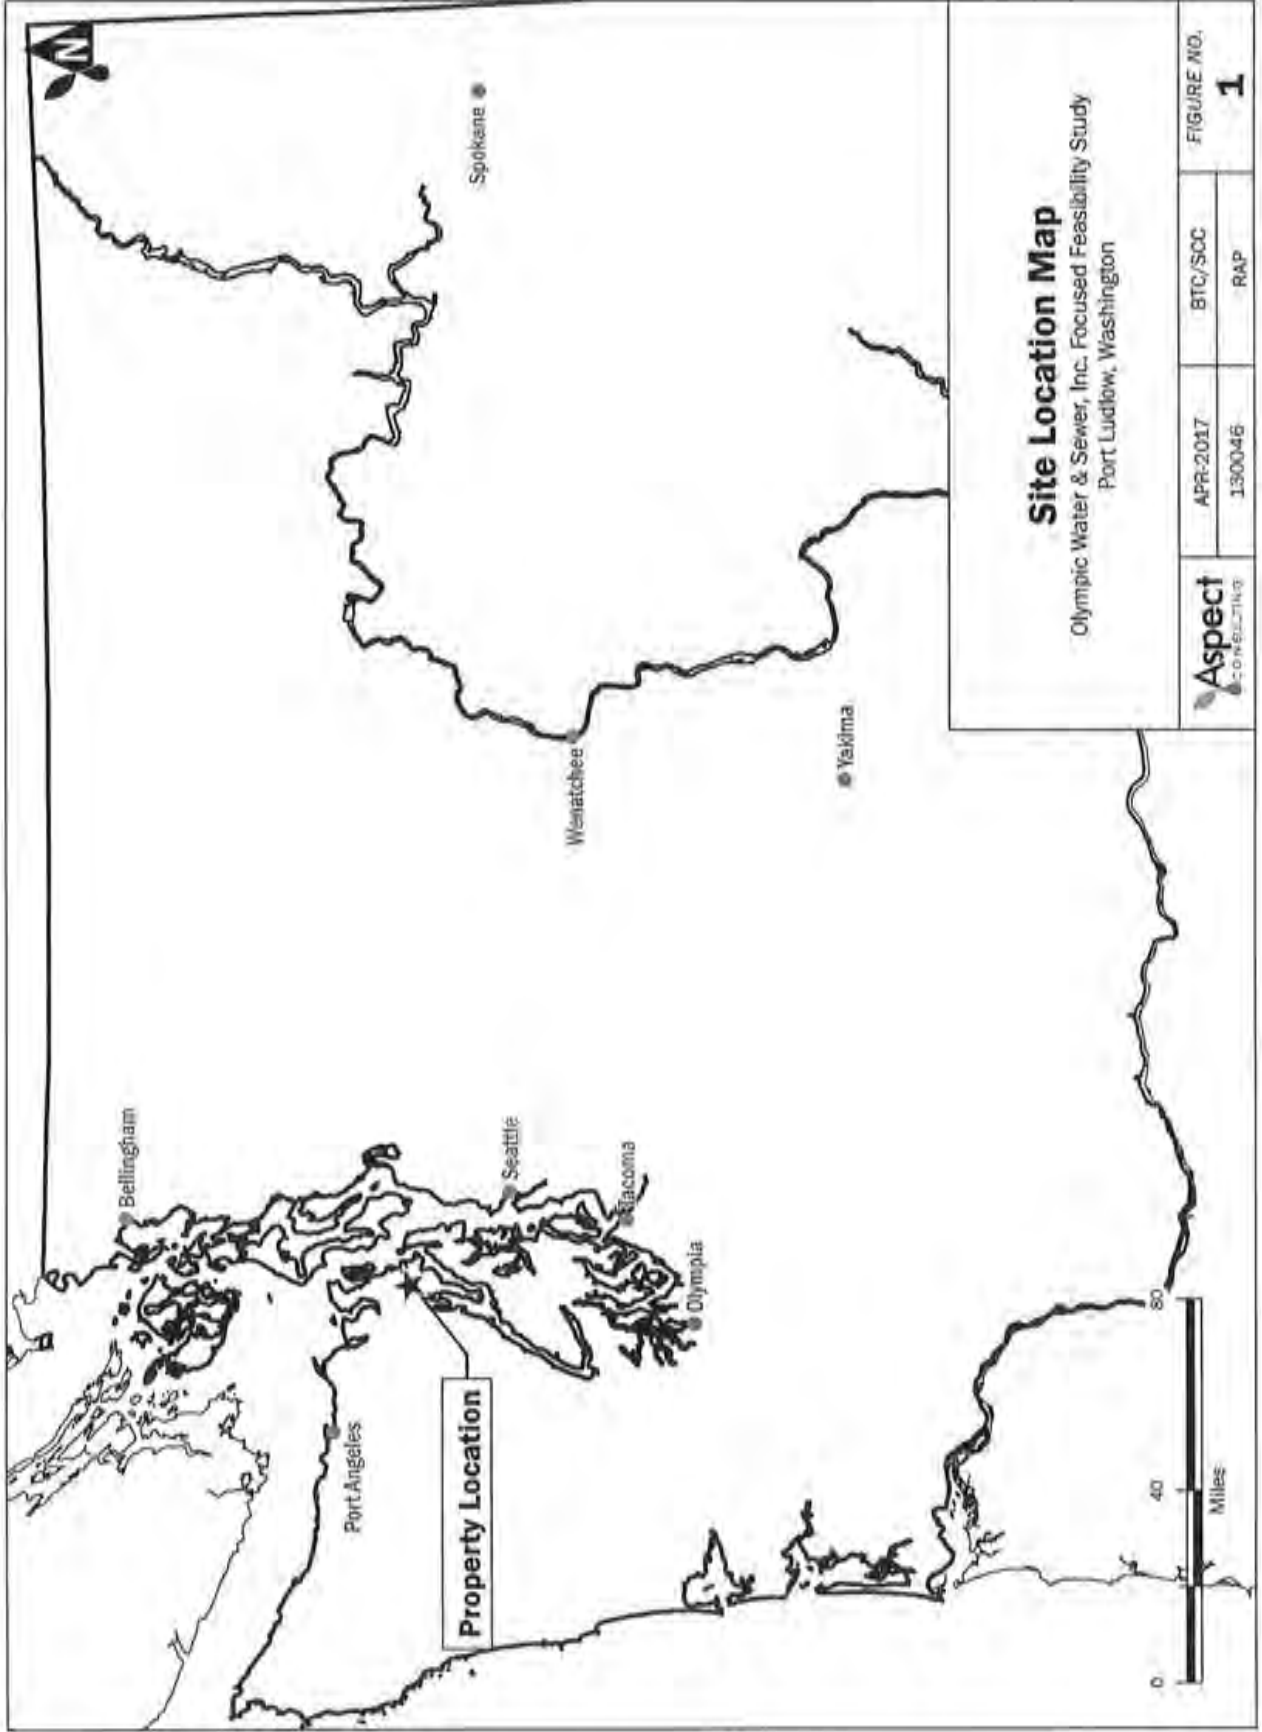 N
Bellingham
Spokane
Port Angeles
Property Location
Seattle
Wenatchee
Tacoma
Olympia
Yakima
0
40
80
Miles
Site Location Map
Olympic Water & Sewer, Inc. Focused Feasibility Study
Port Ludlow, Washington
Aspect
CONSULTING
APR-2017
BTC/SCC
FIGURE NO.
130046
RAP
1